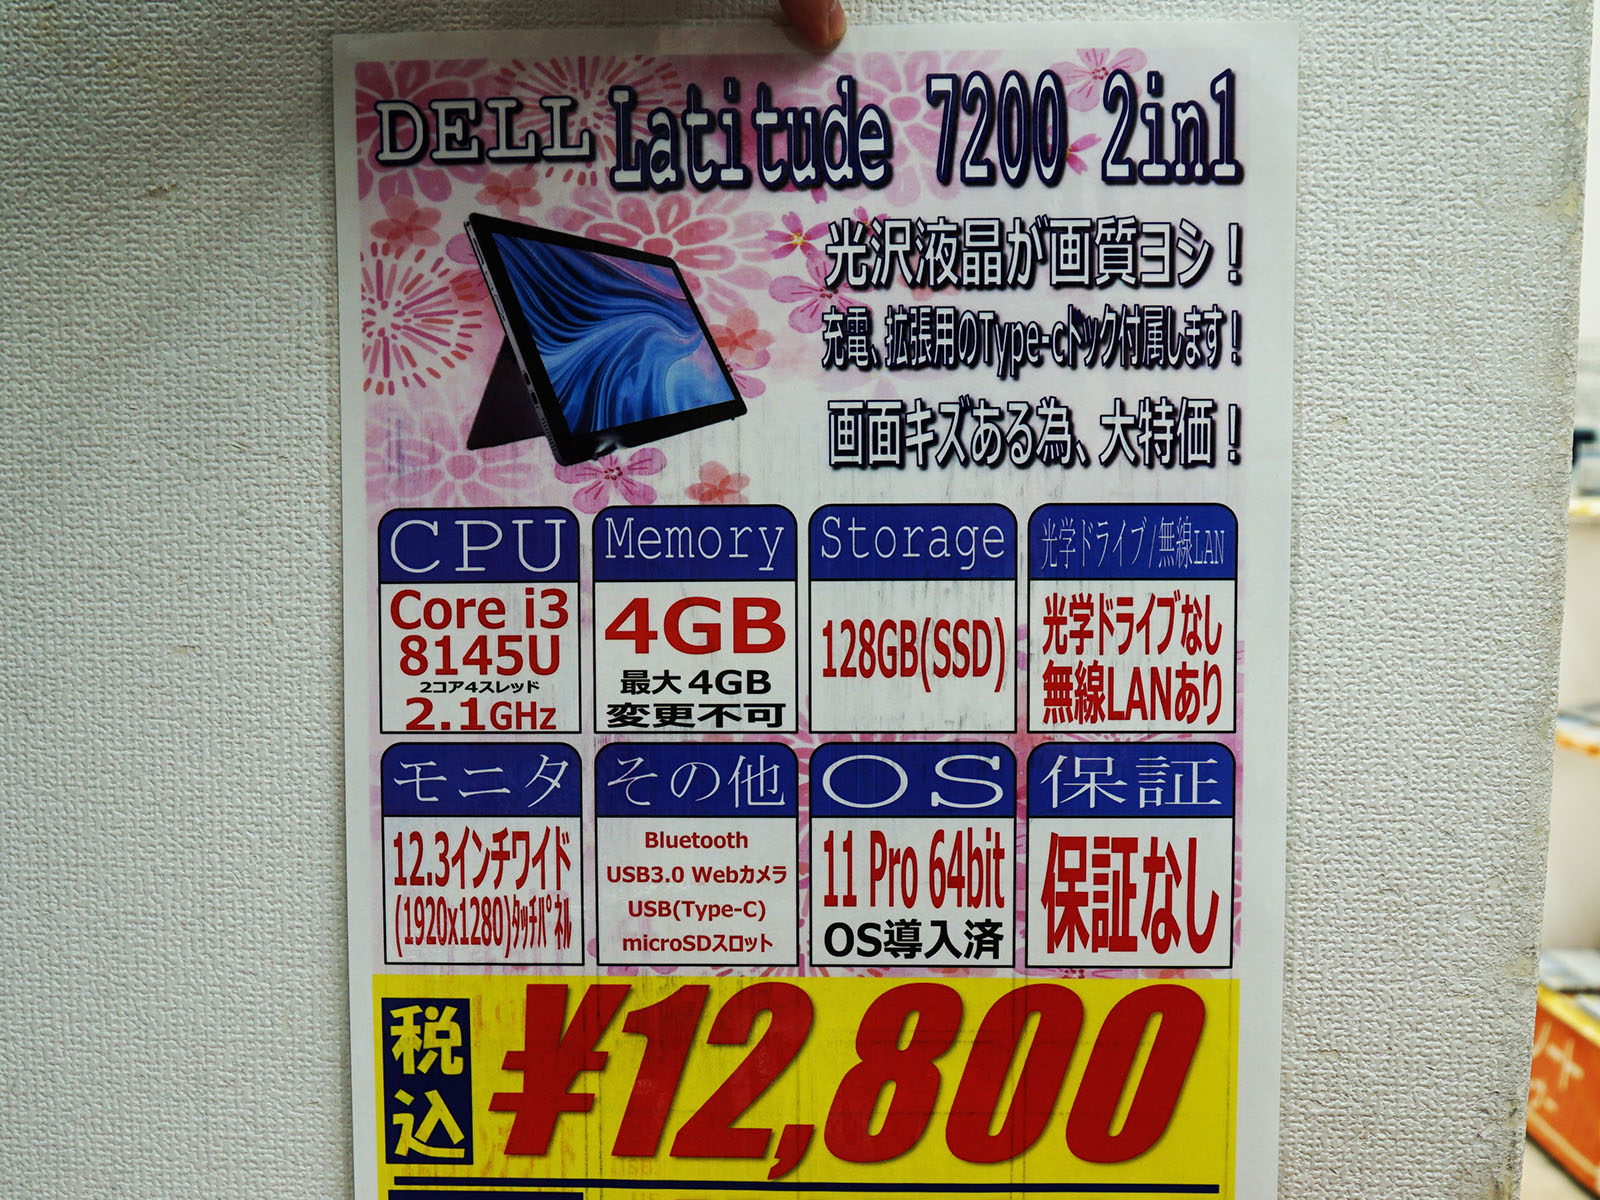 DELL Latitude 7200 2in1
光沢液晶が画質ヨシ！
充電、拡張用のType-cドック付属します！
画面キズある為、大特価！
CPU
Core i3
8145U
2コア4スレッド
2.1GHz
Memory
4GB
最大4GB
変更不可
Storage
128GB(SSD)
光学ドライブ/無線LAN
光学ドライブなし
無線LANあり
モニタ
12.3インチワイド
(1920x1280)ﾀｯﾁﾊﾟﾈﾙ
その他
Bluetooth
USB3.0 Webカメラ
USB(Type-C)
microSDスロット
OS
11 Pro 64bit
OS導入済
保証
保証なし
税込
¥12,800